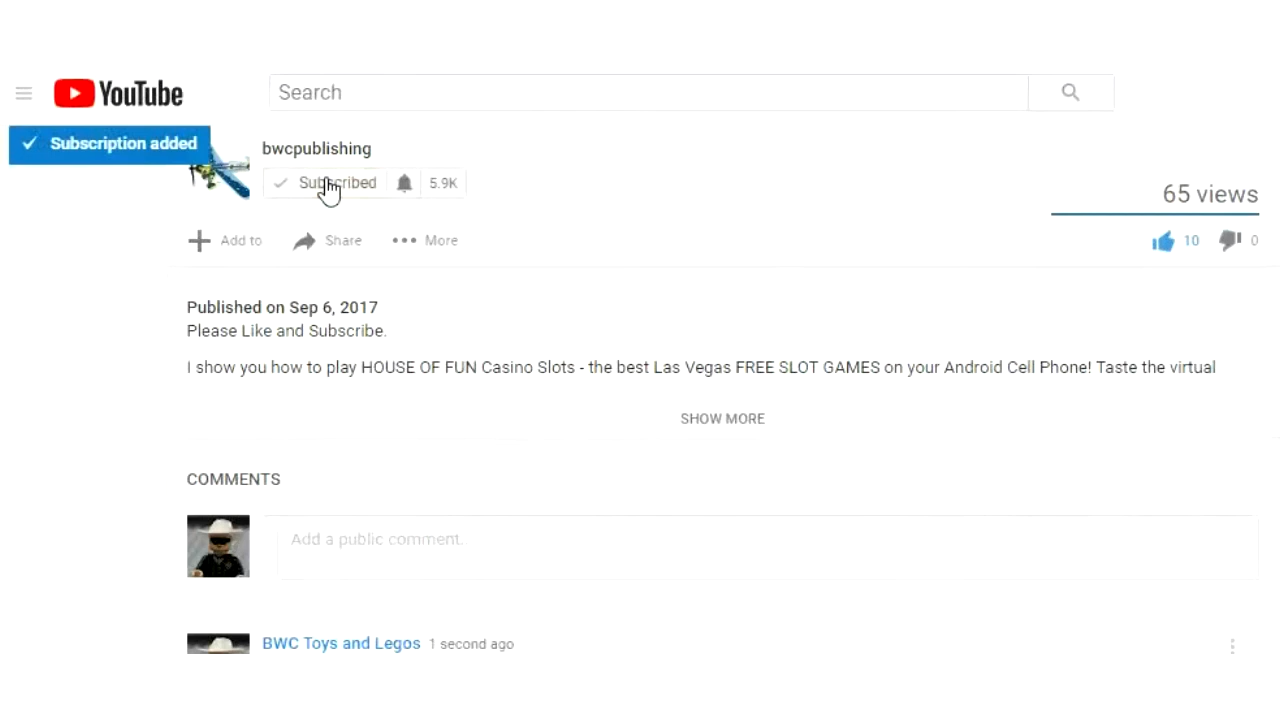 YouTube
Search
Subscription added
bwcpublishing
Subscribed 5.9K
65 views
Add to Share More
10 0
Published on Sep 6, 2017
Please Like and Subscribe.
I show you how to play HOUSE OF FUN Casino Slots - the best Las Vegas FREE SLOT GAMES on your Android Cell Phone! Taste the virtual
SHOW MORE
COMMENTS
Add a public comment.
BWC Toys and Legos 1 second ago